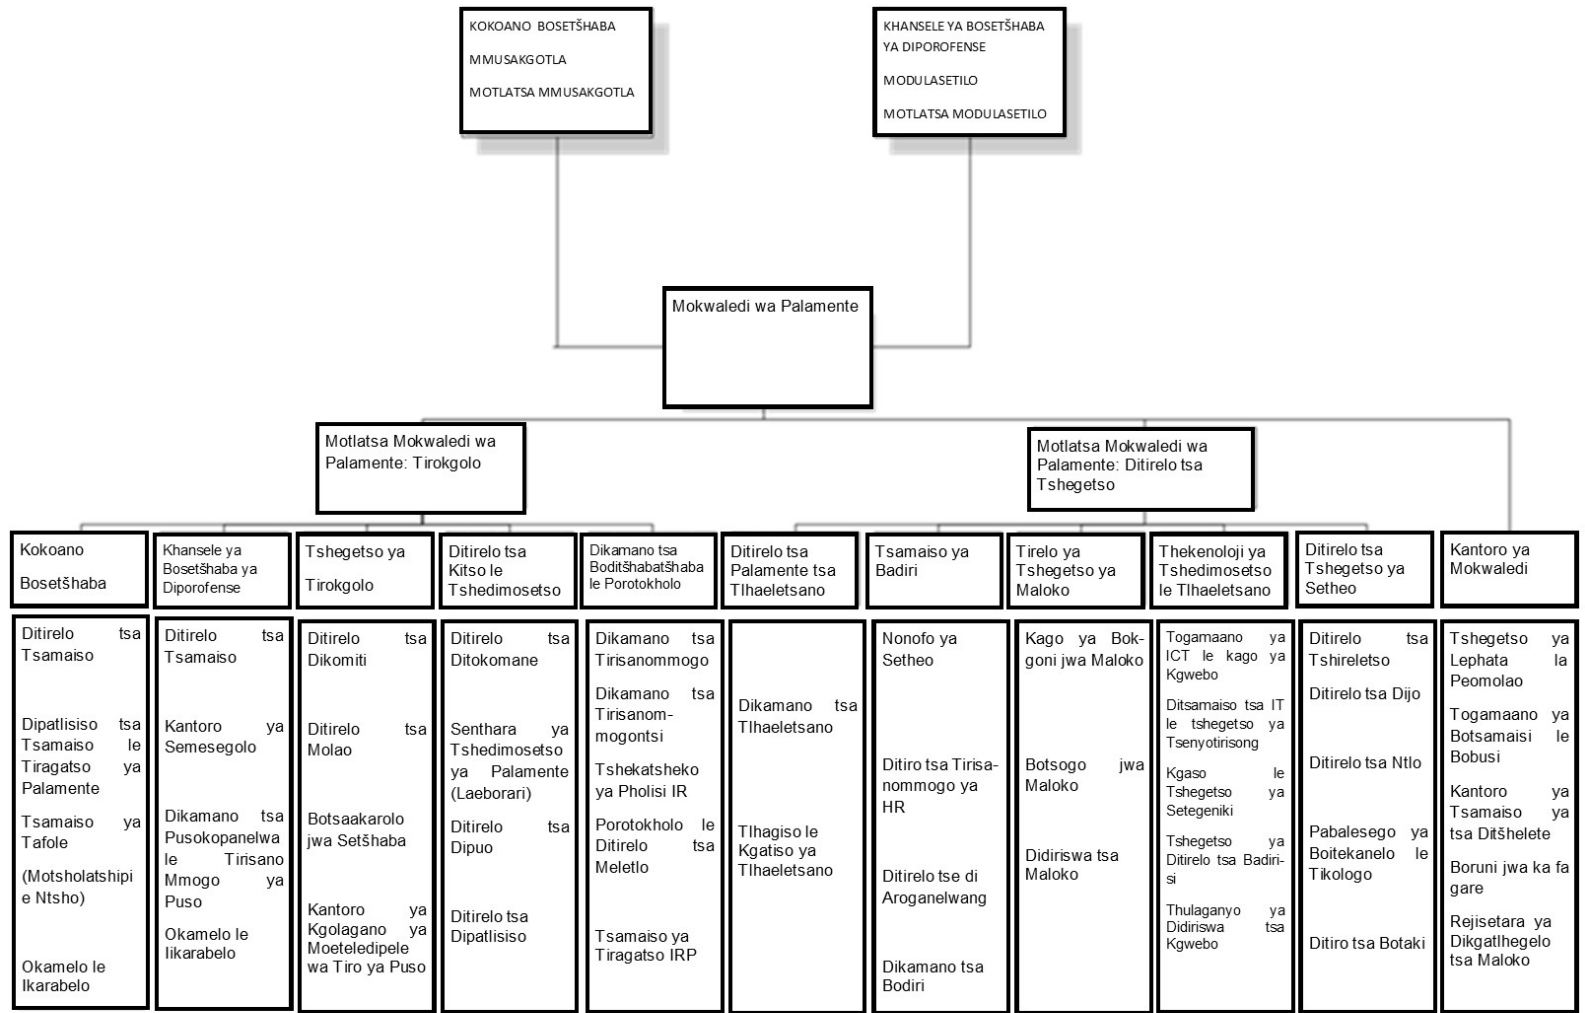 KOKOANO BOSETŠHABA
MMUSAKGOTLA
MOTLATSA MMUSAKGOTLA
KHANSELE YA BOSETŠHABA
YA DIPOROFENSE
MODULASETILO
MOTLATSA MODULASETILO
Mokwaledi wa Palamente
Motlatsa Mokwaledi wa
Palamente: Tirokgolo
Motlatsa Mokwaledi wa
Palamente: Ditirelo tsa
Tshegetso
Kokoano
Bosetšhaba
Khansele ya
Bosetšhaba ya
Diporofense
Tshegetso ya
Tirokgolo
Ditirelo tsa
Kitso le
Tshedimosetso
Dikamano tsa
Boditšhabatšhaba
le Porotokholo
Ditirelo tsa
Palamente tsa
Tlhaeletsano
Tsamaiso ya
Badiri
Tirelo ya
Tshegetso ya
Maloko
Thekenoloji ya
Tshedimosetso
le Tlhaeletsano
Ditirelo tsa
Tshegetso ya
Setheo
Kantoro ya
Mokwaledi
Ditirelo tsa
Tsamaiso
Dipatlisiso tsa
Tsamaiso le
Tiragatso ya
Palamente
Tsamaiso ya
Tafole
(Motsholatshipi
e Ntsho)
Okamelo le
Ikarabelo
Ditirelo tsa
Tsamaiso
Kantoro ya
Semesegolo
Dikamano tsa
Pusokopanelwa
le Tirisano
Mmogo ya
Puso
Okamelo le
Iikarabelo
Ditirelo tsa
Dikomiti
Ditirelo tsa
Molao
Botsaakarolo
jwa Setšhaba
Kantoro ya
Kgolagano ya
Moeteledipele
wa Tiro ya Puso
Ditirelo tsa
Ditokomane
Senthara ya
Tshedimosetso
ya Palamente
(Laeborari)
Ditirelo tsa
Dipuo
Ditirelo tsa
Dipatlisiso
Dikamano tsa
Tirisanommogo
Dikamano tsa
Tirisanom-
mogontsi
Tshekatsheko
ya Pholisi IR
Porotokholo le
Ditirelo tsa
Meletlo
Tsamaiso ya
Tiragatso IRP
Dikamano tsa
Tlhaeletsano
Tlhagiso le
Kgatiso ya
Tlhaeletsano
Nonofo ya
Setheo
Ditiro tsa Tirisa-
nommogo ya
HR
Ditirelo tse di
Aroganelwang
Dikamano tsa
Bodiri
Kago ya Bok-
goni jwa Maloko
Botsogo jwa
Maloko
Didiriswa tsa
Maloko
Togamaano ya
ICT le kago ya
Kgwebo
Ditsamaiso tsa IT
le tshegetso ya
Tsenyotirisong
Kgaso le
Tshegetso ya
Setegeniki
Tshegetso ya
Ditirelo tsa Badiri-
si
Thulaganyo ya
Didiriswa tsa
Kgwebo
Ditirelo tsa
Tshireletso
Ditirelo tsa Dijo
Ditirelo tsa Ntlo
Pabalesego ya
Boitekanelo le
Tikologo
Ditiro tsa Botaki
Tshegetso ya
Lephata la
Peomolao
Togamaano ya
Botsamaisi le
Bobusi
Kantoro ya
Tsamaiso ya
tsa Ditšhelete
Boruni jwa ka fa
gare
Rejisetara ya
Dikgatlhegelo
tsa Maloko